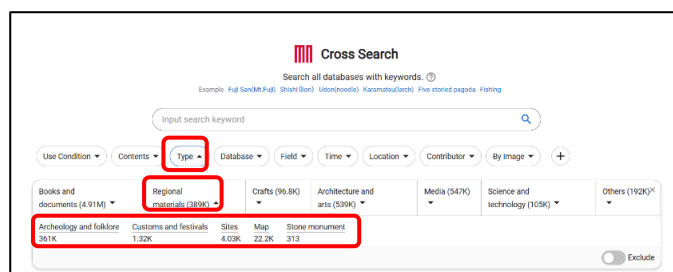 Cross Search
Search all databases with keywords.
Example Fuji San(Mt.Fuji) Shishi(lion) Udon(noodle) Karamatsu(larch) Five storied pagoda Fishing
Input search keyword
Use Condition Contents Type Database Field Time Location Contributor By Image
Books and documents (4.91M) Regional materials (389K) Crafts (96.8K) Architecture and arts (539K) Media (547K) Science and technology (105K) Others (192K)
Archeology and folklore Customs and festivals Sites Map Stone monument
361K 1.32K 4.03K 22.2K 313
Exclude